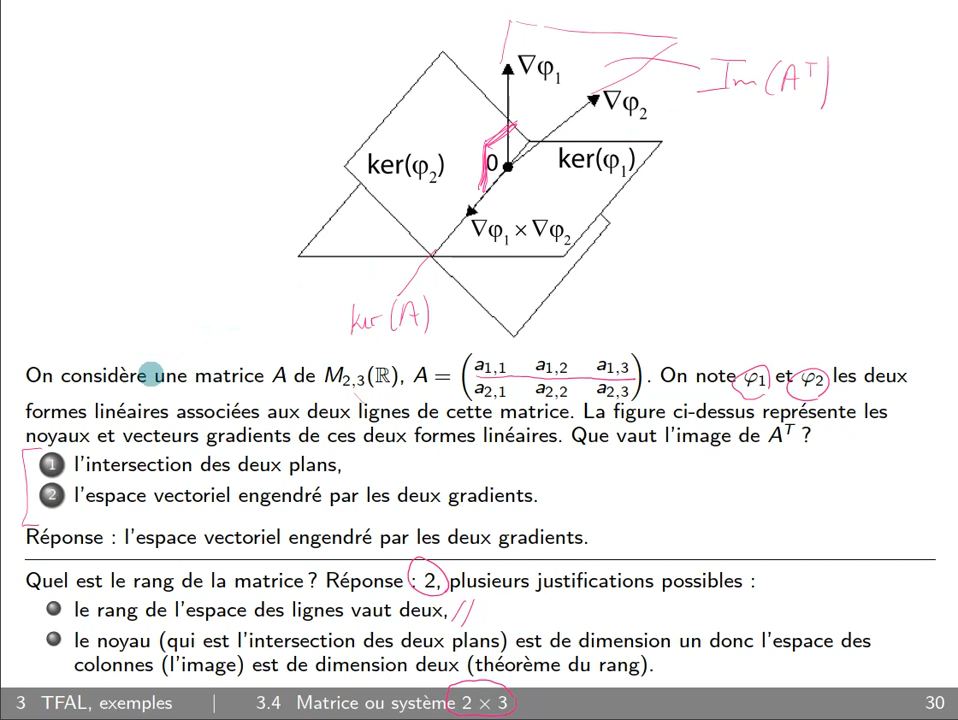 ∇φ₁
Im(Aᵀ)
∇φ₂
ker(φ₂)
0
ker(φ₁)
∇φ₁ × ∇φ₂
ker(A)
On considère une matrice A de M₂,₃(ℝ), A = (a₁,₁ a₁,₂ a₁,₃ / a₂,₁ a₂,₂ a₂,₃). On note φ₁ et φ₂ les deux
formes linéaires associées aux deux lignes de cette matrice. La figure ci-dessus représente les
noyaux et vecteurs gradients de ces deux formes linéaires. Que vaut l'image de Aᵀ ?
1 l'intersection des deux plans,
2 l'espace vectoriel engendré par les deux gradients.
Réponse : l'espace vectoriel engendré par les deux gradients.
Quel est le rang de la matrice ? Réponse : 2, plusieurs justifications possibles :
le rang de l'espace des lignes vaut deux,
le noyau (qui est l'intersection des deux plans) est de dimension un donc l'espace des
colonnes (l'image) est de dimension deux (théorème du rang).
3 TFAL, exemples | 3.4 Matrice ou système 2 × 3 30